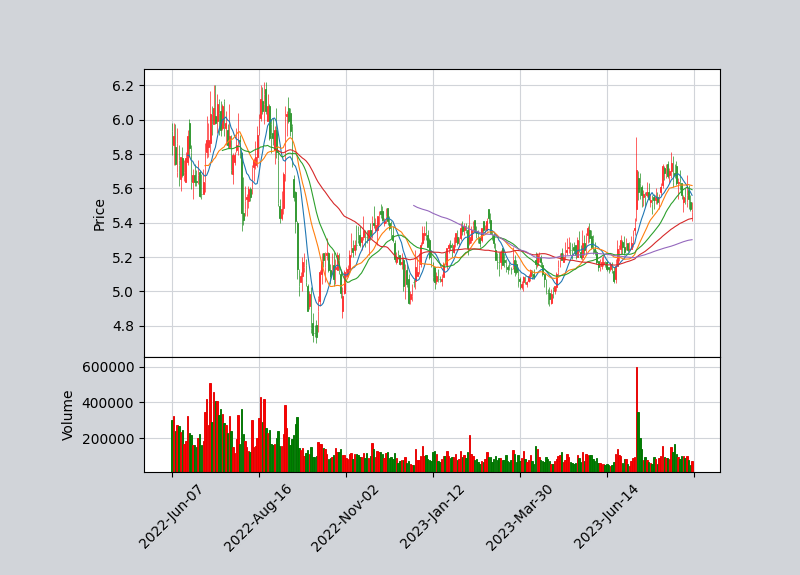 6.2
6.0
5.8
5.6
5.4
5.2
5.0
4.8
Price
600000
400000
200000
Volume
2022-Jun-07
2022-Aug-16
2022-Nov-02
2023-Jan-12
2023-Mar-30
2023-Jun-14